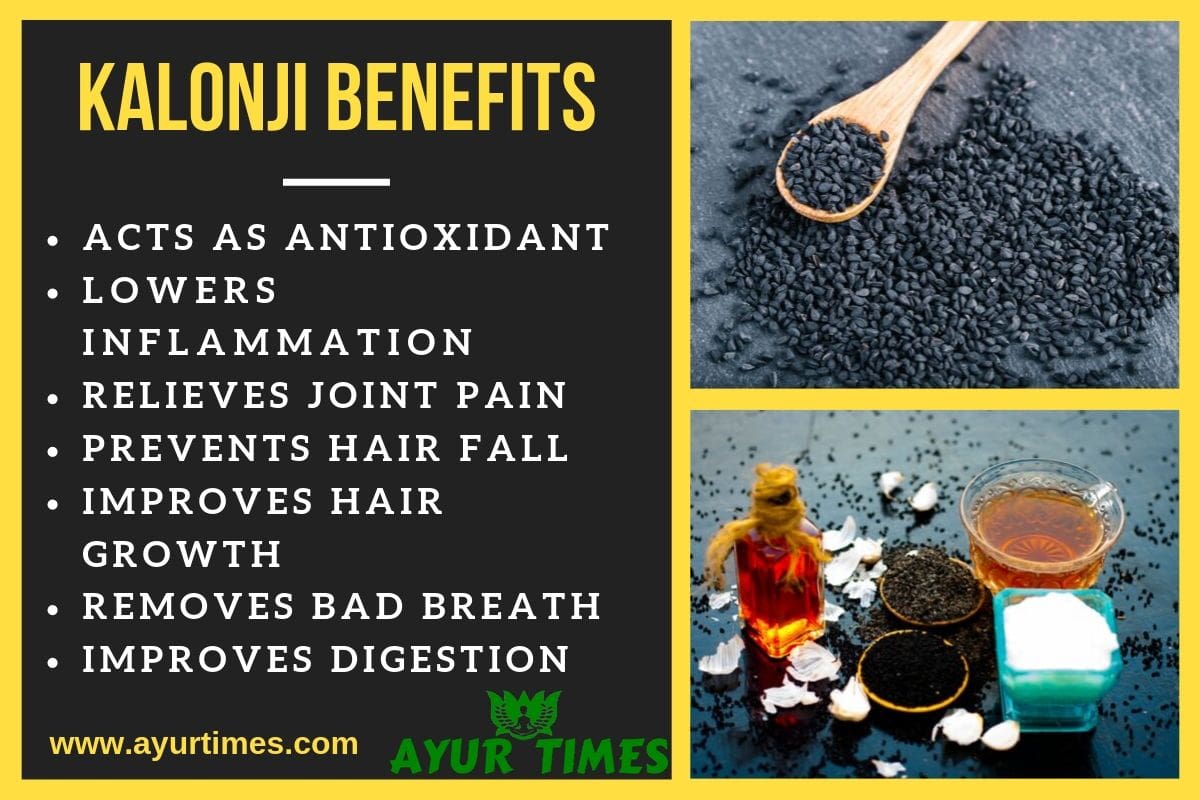 KALONJI BENEFITS
• ACTS AS ANTIOXIDANT
• LOWERS
INFLAMMATION
• RELIEVES JOINT PAIN
• PREVENTS HAIR FALL
• IMPROVES HAIR
GROWTH
• REMOVES BAD BREATH
• IMPROVES DIGESTION
www.ayurtimes.com
AYUR TIMES